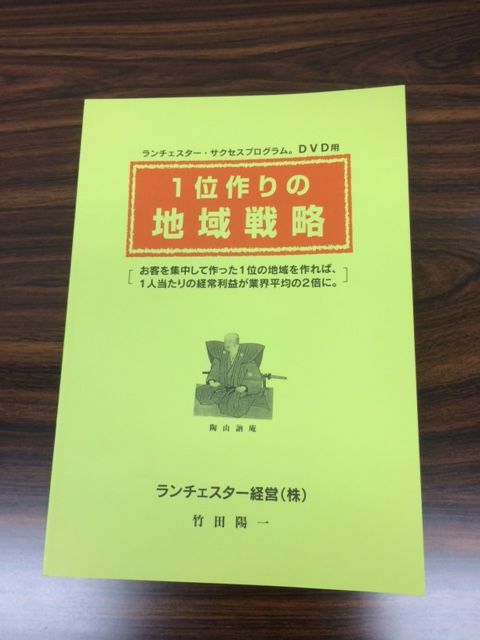 ランチェスター・サクセスプログラム。DVD用
1位作りの
地域戦略
お客を集中して作った1位の地域を作れば、
1人当たりの経常利益が業界平均の2倍に。
陶山訥庵
ランチェスター経営(株)
竹田陽一